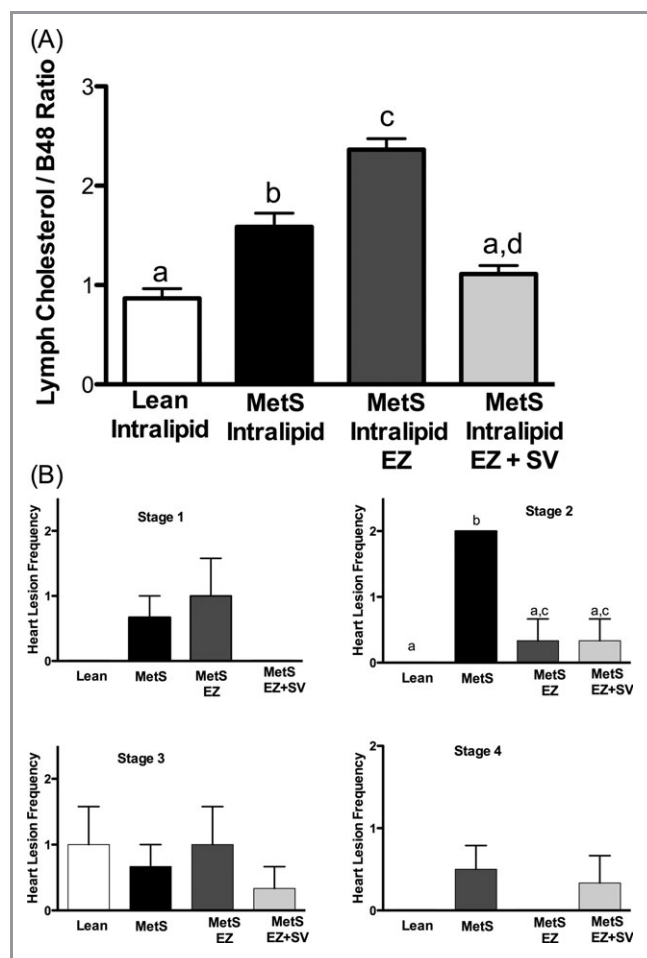 (A)
Lymph Cholesterol / B48 Ratio
3
2
1
0
a
b
c
a,d
Lean
Intralipid
MetS
Intralipid
MetS
Intralipid
EZ
MetS
Intralipid
EZ + SV
(B)
Stage 1
Heart Lesion Frequency
2
1
0
Lean
MetS
MetS
EZ
MetS
EZ+SV
Stage 2
Heart Lesion Frequency
2
1
0
a
b
a,c
a,c
Lean
MetS
MetS
EZ
MetS
EZ+SV
Stage 3
Heart Lesion Frequency
2
1
0
Lean
MetS
MetS
EZ
MetS
EZ+SV
Stage 4
Heart Lesion Frequency
2
1
0
Lean
MetS
MetS
EZ
MetS
EZ+SV